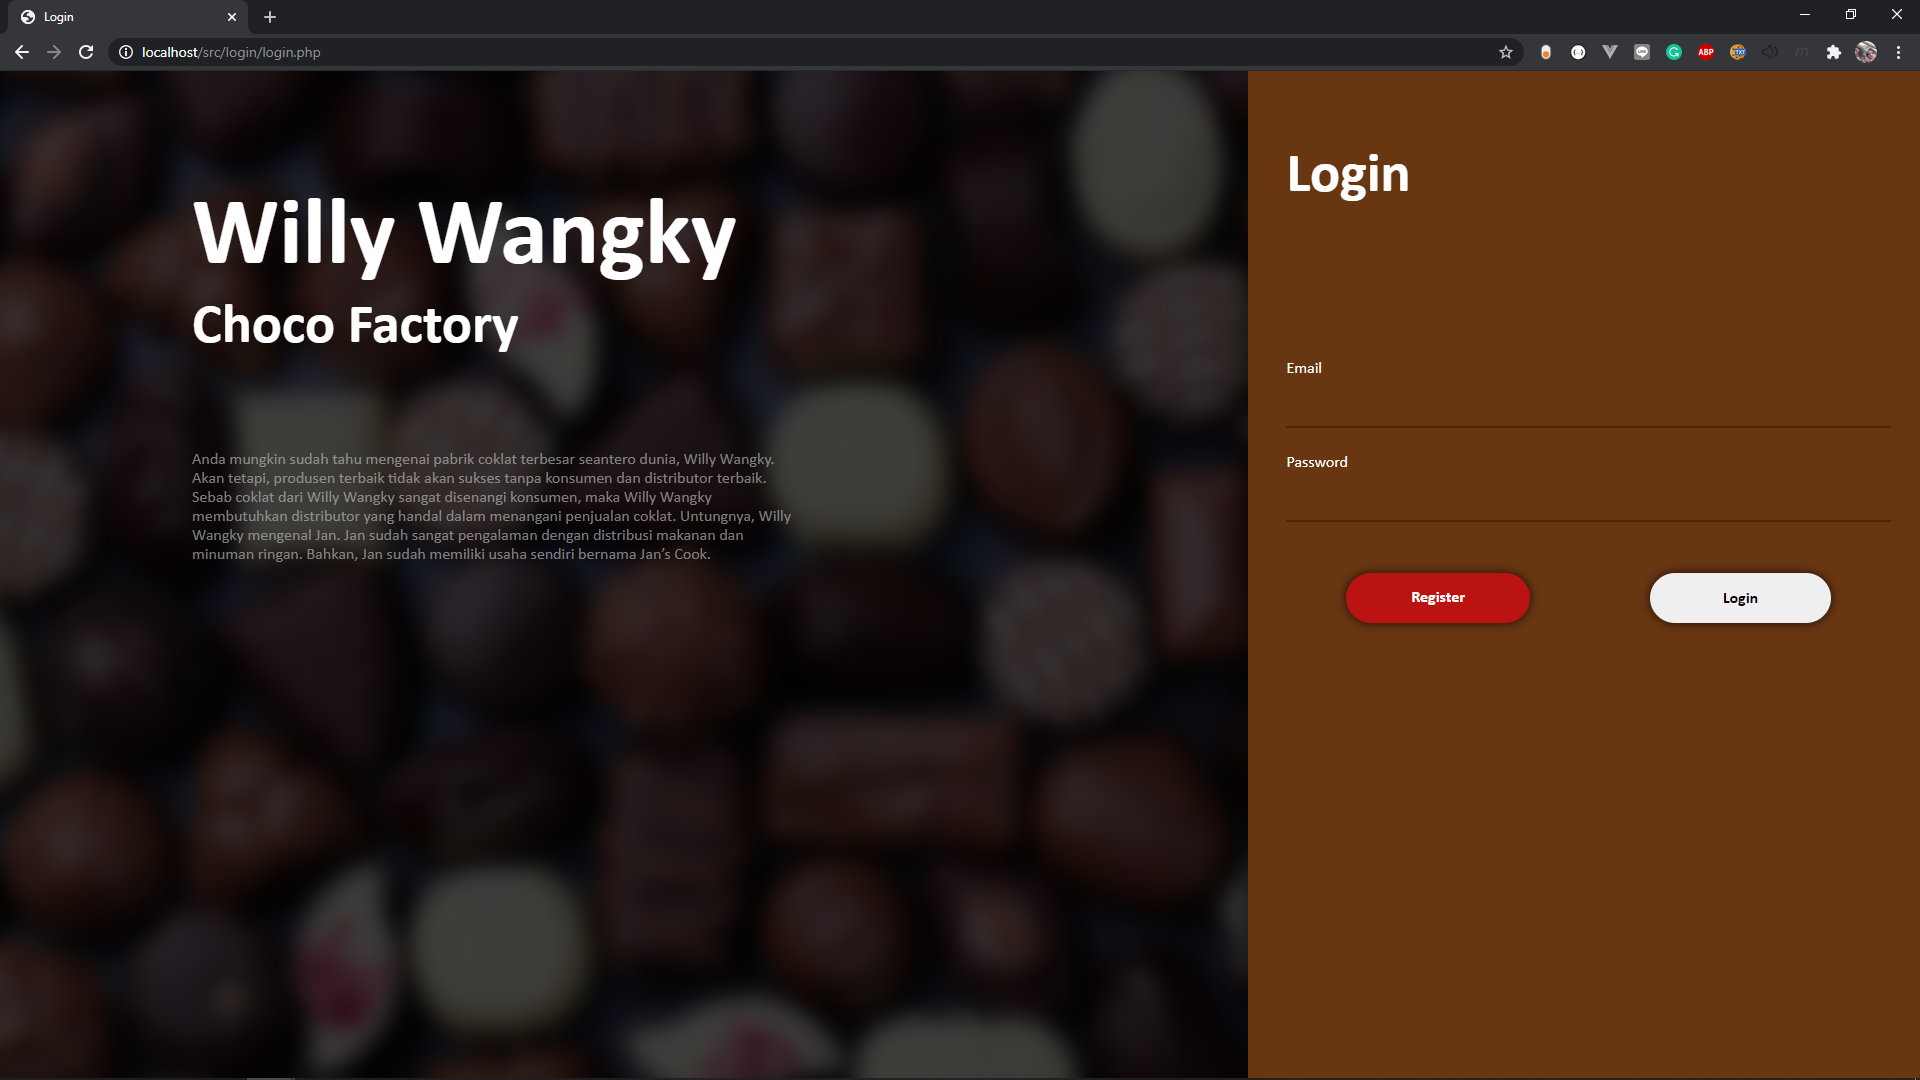 Login
localhost/src/login/login.php
ABP
Willy Wangky
Choco Factory
Anda mungkin sudah tahu mengenai pabrik coklat terbesar seantero dunia, Willy Wangky.
Akan tetapi, produsen terbaik tidak akan sukses tanpa konsumen dan distributor terbaik.
Sebab coklat dari Willy Wangky sangat disenangi konsumen, maka Willy Wangky
membutuhkan distributor yang handal dalam menangani penjualan coklat. Untungnya, Willy
Wangky mengenal Jan. Jan sudah sangat pengalaman dengan distribusi makanan dan
minuman ringan. Bahkan, Jan sudah memiliki usaha sendiri bernama Jan’s Cook.
Login
Email
Password
Register
Login